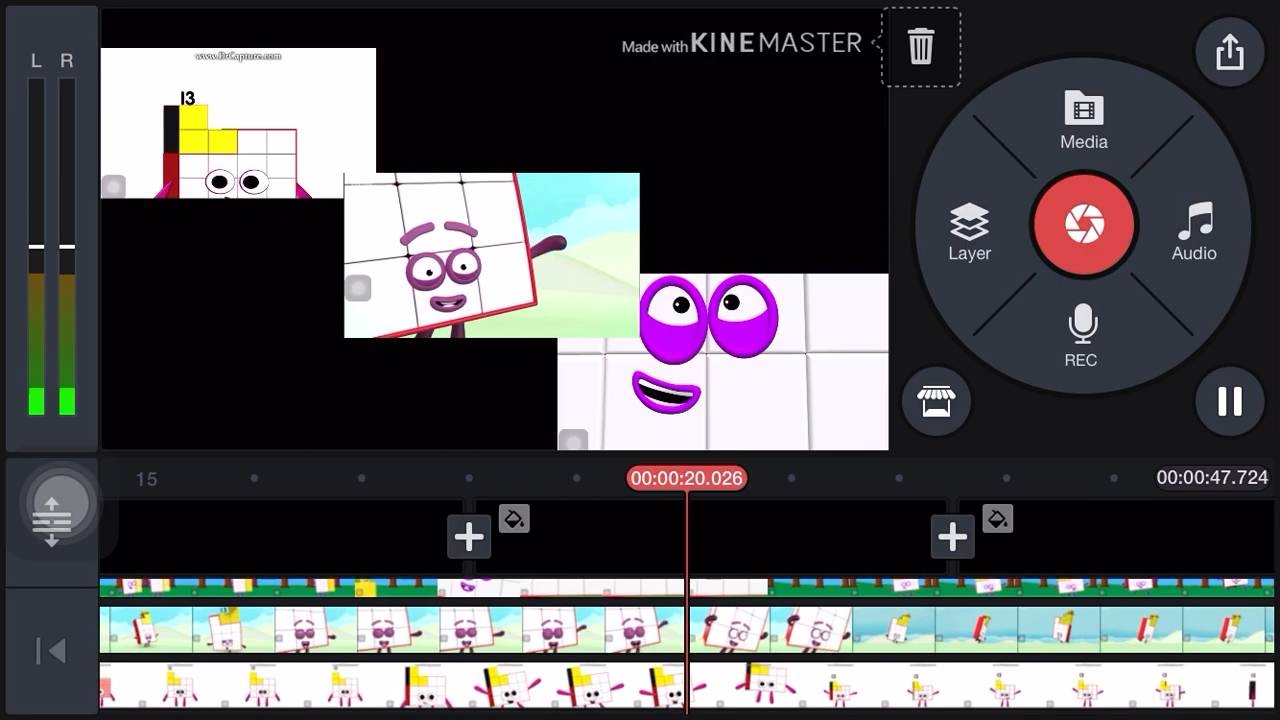 L R
www.DrCapture.com
13
Made with KINEMASTER
Media
Layer
Audio
REC
15
00:00:20.026
00:00:47.724